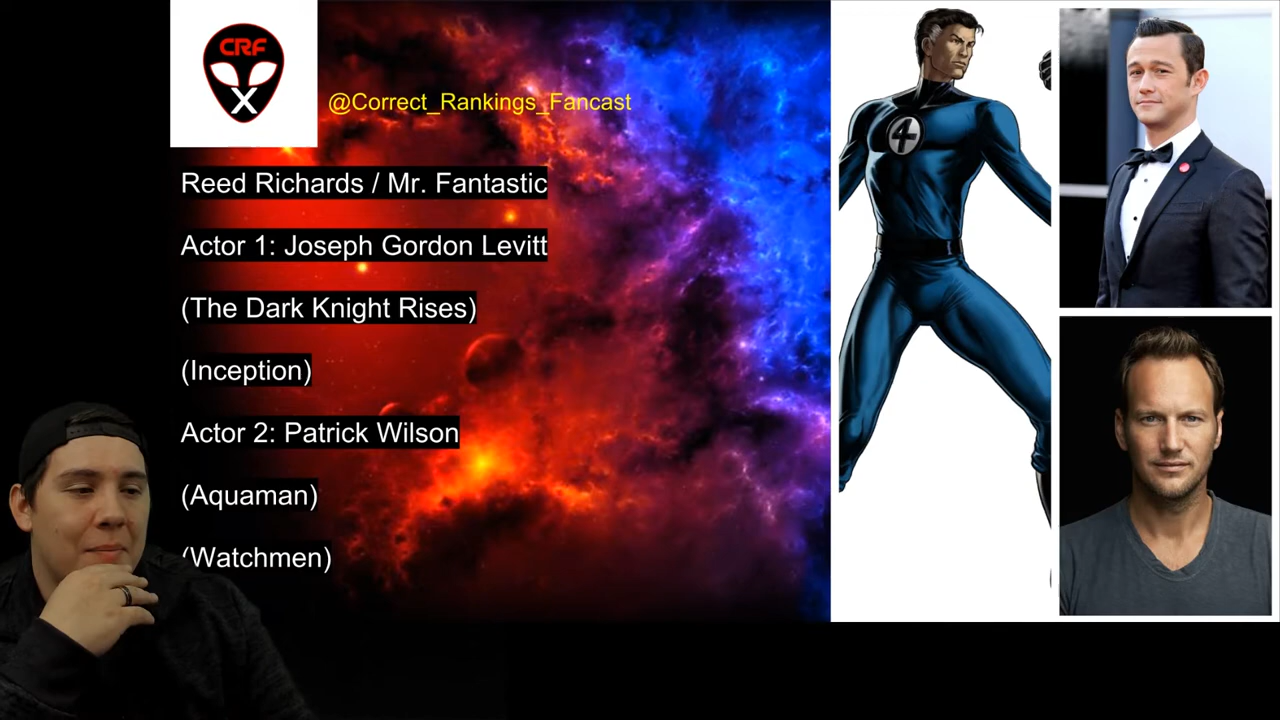 CRF
X
@Correct_Rankings_Fancast
Reed Richards / Mr. Fantastic
Actor 1: Joseph Gordon Levitt
(The Dark Knight Rises)
(Inception)
Actor 2: Patrick Wilson
(Aquaman)
(Watchmen)
4